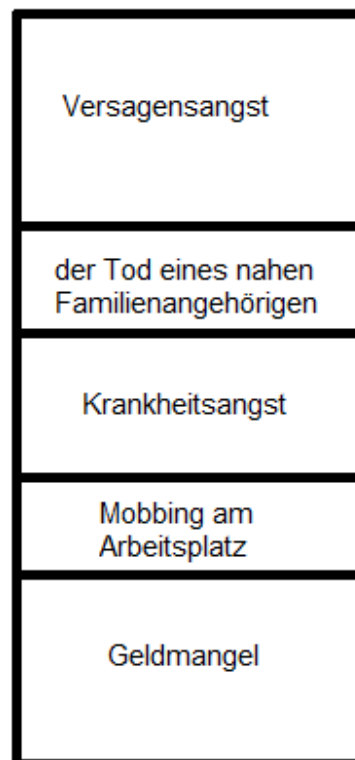 Versagensangst
der Tod eines nahen
Familienangehörigen
Krankheitsangst
Mobbing am
Arbeitsplatz
Geldmangel